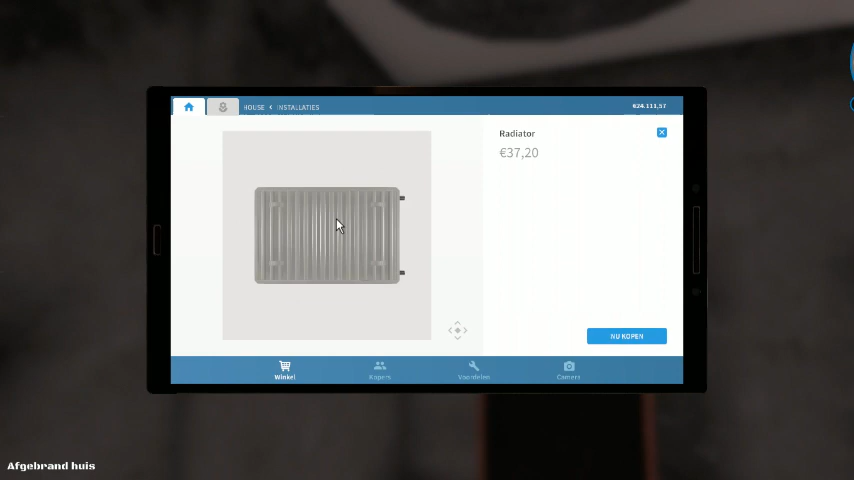 HOUSE < INSTALLATIES
€24.111,57
Radiator
€37,20
NU KOPEN
Winkel
Kopers
Voordelen
Camera
Afgebrand huis